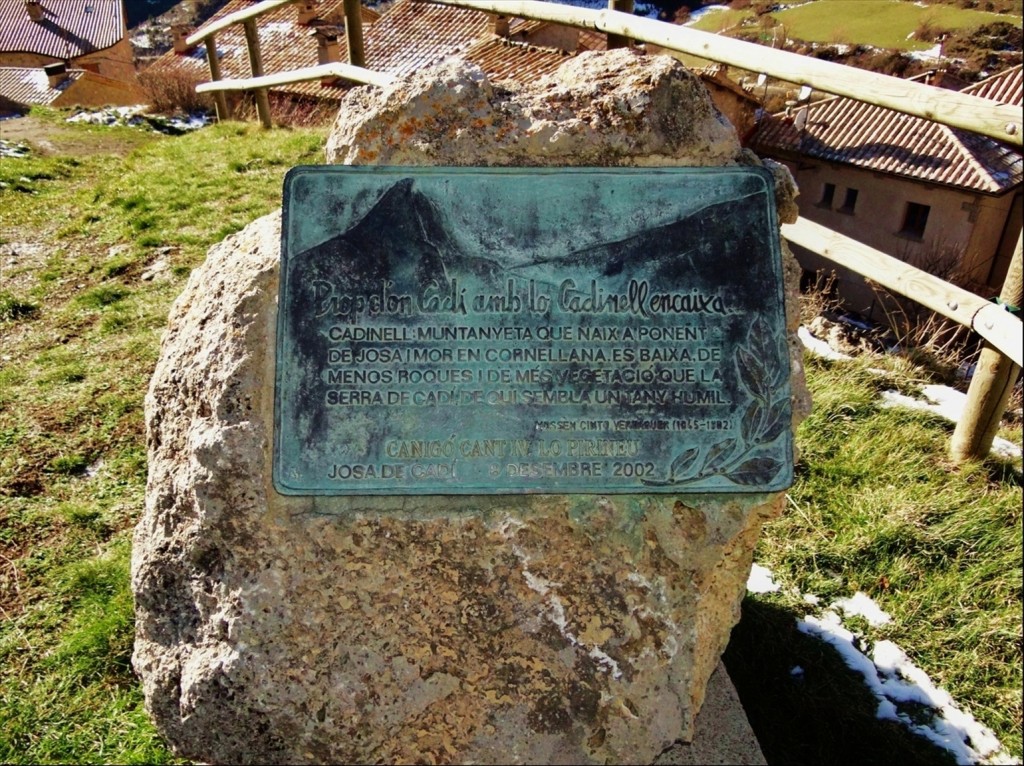 Prop del on Cadí amb lo Cadinell encaixa
CADINELL: MUNTANYETA QUE NAIX A PONENT
DE JOSA I MOR EN CORNELLANA. ES BAIXA, DE
MENOS ROQUES I DE MES VEGETACIÓ QUE LA
SERRA DE CADÍ, DE QUI SEMBLA UN TANY HUMIL.
MOSSÈN CINTO VERDAGUER (1845-1902)
CANIGÓ CANT IV LO PIRINEU
JOSA DE CADÍ 8 DESEMBRE 2002